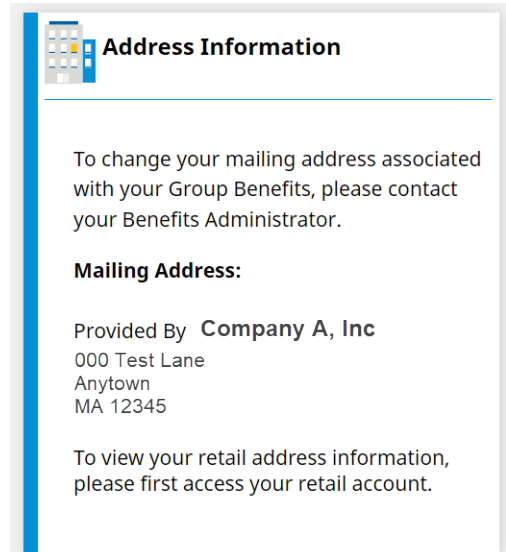 Address Information
To change your mailing address associated
with your Group Benefits, please contact
your Benefits Administrator.
Mailing Address:
Provided By Company A, Inc
000 Test Lane
Anytown
MA 12345
To view your retail address information,
please first access your retail account.